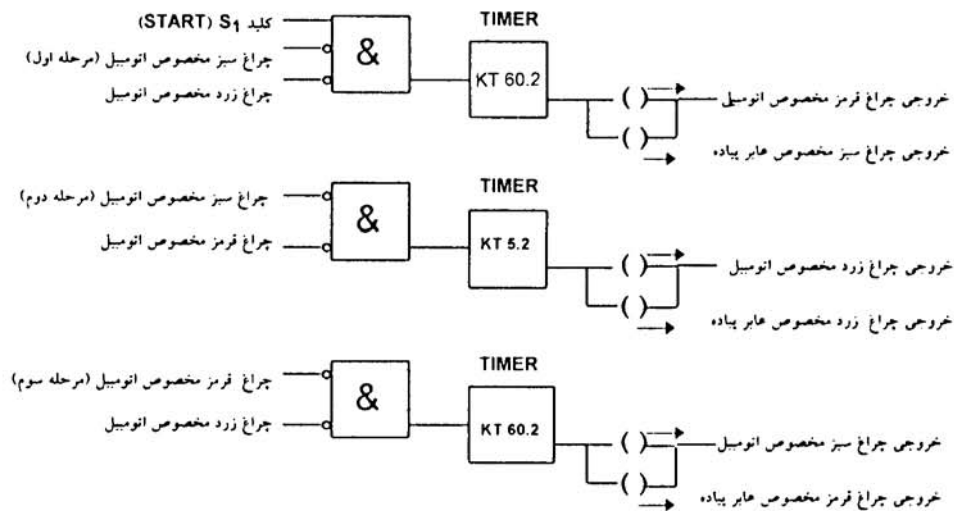 TIMER
کلید S1 (START)
چراغ سبز مخصوص اتومبیل (مرحله اول)
چراغ زرد مخصوص اتومبیل
&
KT 60.2
( )
( )
خروجی چراغ قرمز مخصوص اتومبیل
خروجی چراغ سبز مخصوص عابر پیاده
TIMER
چراغ سبز مخصوص اتومبیل (مرحله دوم)
چراغ قرمز مخصوص اتومبیل
&
KT 5.2
( )
( )
خروجی چراغ زرد مخصوص اتومبیل
خروجی چراغ زرد مخصوص عابر پیاده
TIMER
چراغ قرمز مخصوص اتومبیل (مرحله سوم)
چراغ زرد مخصوص اتومبیل
&
KT 60.2
( )
( )
خروجی چراغ سبز مخصوص اتومبیل
خروجی چراغ قرمز مخصوص عابر پیاده